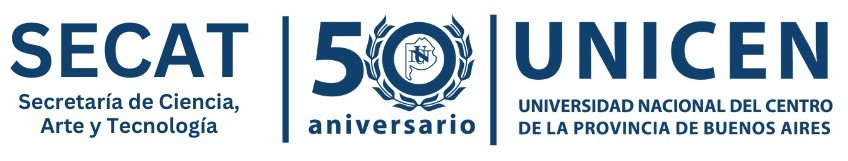 SECAT
Secretaría de Ciencia,
Arte y Tecnología
50
aniversario
UNICEN
UNIVERSIDAD NACIONAL DEL CENTRO
DE LA PROVINCIA DE BUENOS AIRES